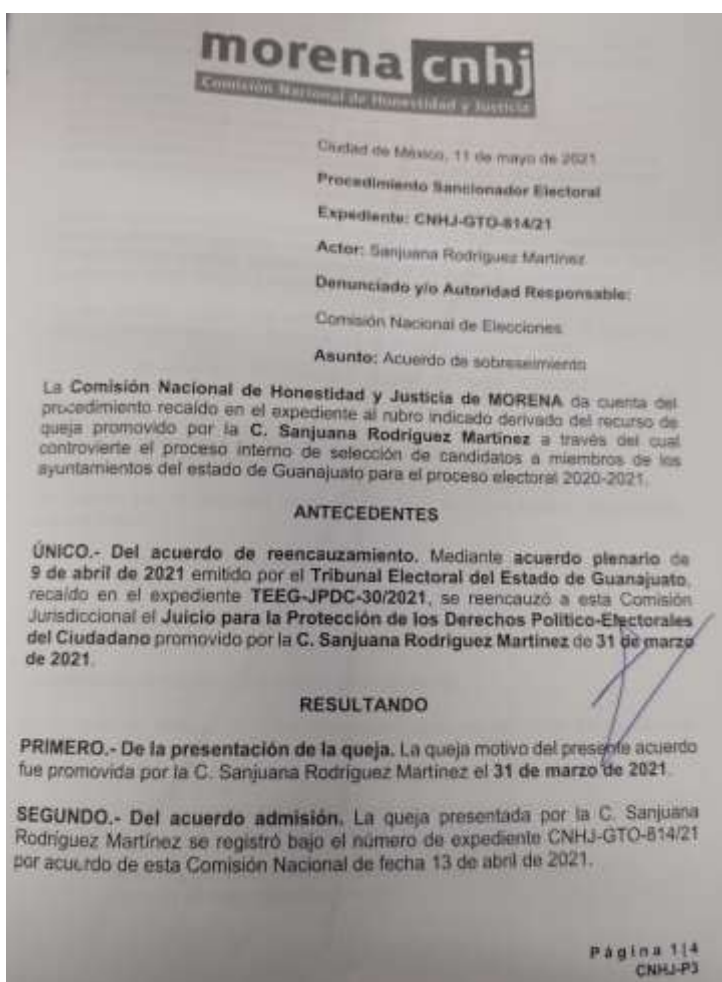 morena cnhj
Comisión Nacional de Honestidad y Justicia
Ciudad de México, 11 de mayo de 2021
Procedimiento Sancionador Electoral
Expediente: CNHJ-GTO-814/21
Actor: Sanjuana Rodríguez Martínez
Denunciado y/o Autoridad Responsable:
Comisión Nacional de Elecciones
Asunto: Acuerdo de sobreseimiento
La Comisión Nacional de Honestidad y Justicia de MORENA da cuenta del
procedimiento recaído en el expediente al rubro indicado derivado del recurso de
queja promovido por la C. Sanjuana Rodríguez Martínez a través del cual
controvierte el proceso interno de selección de candidatos a miembros de los
ayuntamientos del estado de Guanajuato para el proceso electoral 2020-2021.
ANTECEDENTES
ÚNICO.- Del acuerdo de reencauzamiento. Mediante acuerdo plenario de
9 de abril de 2021 emitido por el Tribunal Electoral del Estado de Guanajuato,
recaído en el expediente TEEG-JPDC-30/2021, se reencauzó a esta Comisión
Jurisdiccional el Juicio para la Protección de los Derechos Político-Electorales
del Ciudadano promovido por la C. Sanjuana Rodríguez Martínez de 31 de marzo
de 2021.
RESULTANDO
PRIMERO.- De la presentación de la queja. La queja motivo del presente acuerdo
fue promovida por la C. Sanjuana Rodríguez Martínez el 31 de marzo de 2021.
SEGUNDO.- Del acuerdo admisión. La queja presentada por la C. Sanjuana
Rodríguez Martínez se registró bajo el número de expediente CNHJ-GTO-814/21
por acuerdo de esta Comisión Nacional de fecha 13 de abril de 2021.
Página 1|4
CNHJ-P3